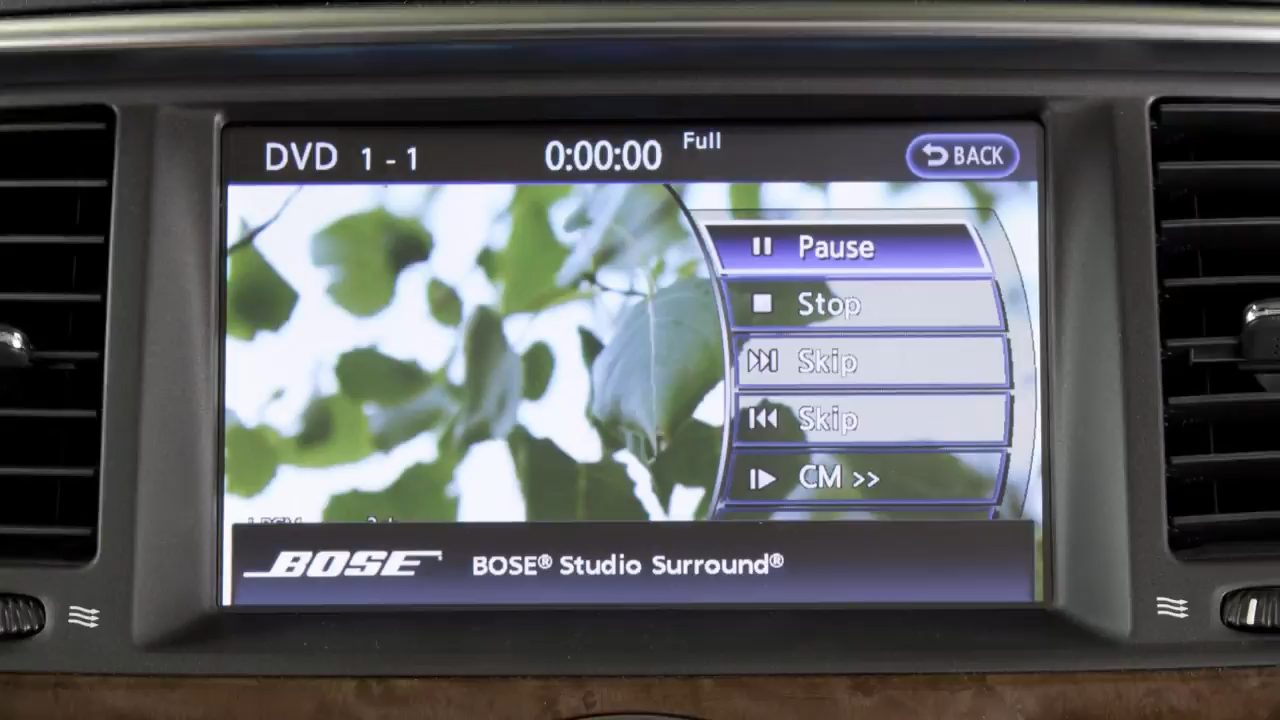 DVD 1 - 1 0:00:00 Full BACK
Pause
Stop
Skip
Skip
CM >>
BOSE BOSE® Studio Surround®